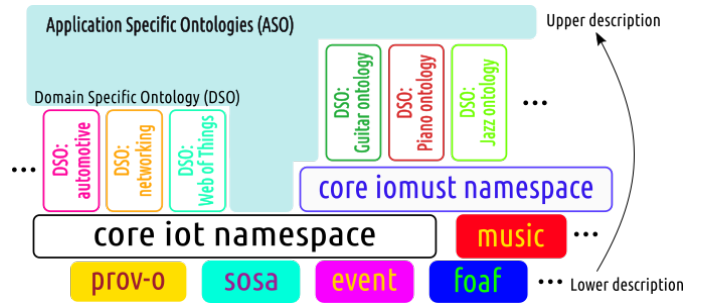 Application Specific Ontologies (ASO)
Upper description
DSO:
Guitar ontology
DSO:
Piano ontology
DSO:
Jazz ontology
...
Domain Specific Ontology (DSO)
...
DSO:
automotive
DSO:
networking
DSO:
Web of Things
core iomust namespace
core iot namespace
music
...
prov-o
sosa
event
foaf
...
Lower description